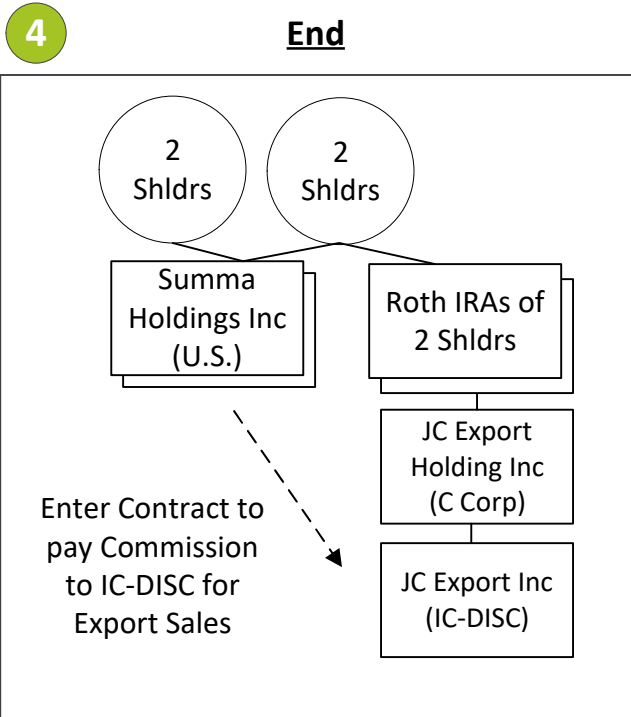 4
End
2
Shldrs
2
Shldrs
Summa
Holdings Inc
(U.S.)
Roth IRAs of
2 Shldrs
JC Export
Holding Inc
(C Corp)
Enter Contract to
pay Commission
to IC-DISC for
Export Sales
JC Export Inc
(IC-DISC)